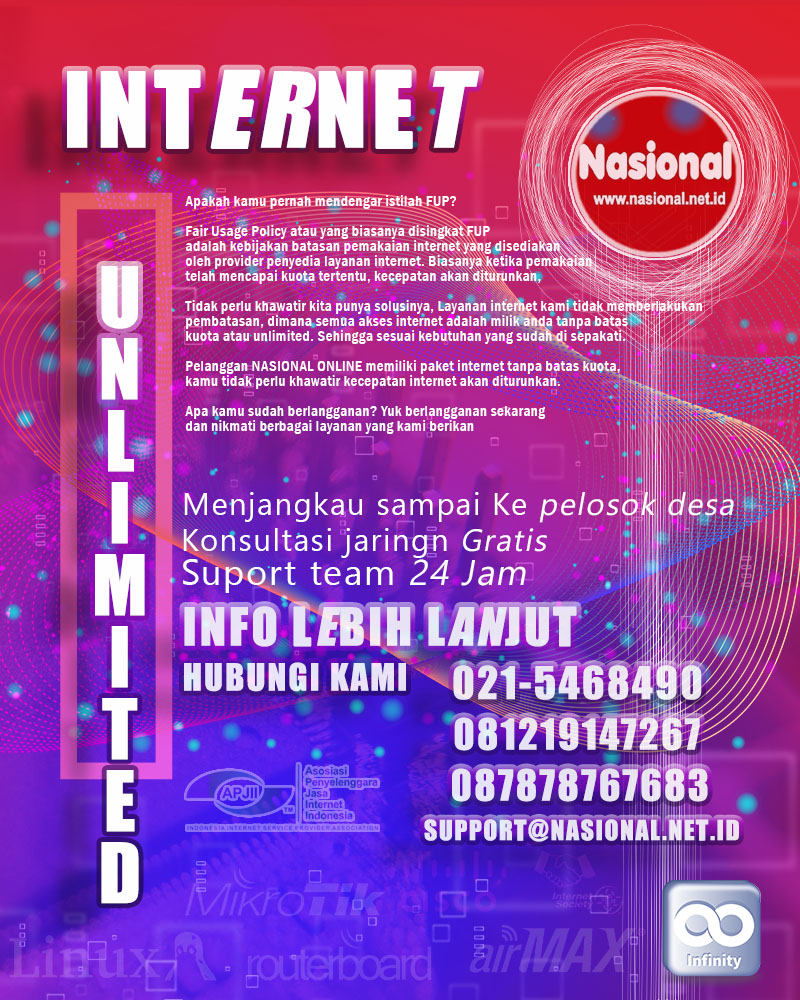 INTERNET
Nasional
www.nasional.net.id
UNLIMITED
Apakah kamu pernah mendengar istilah FUP?
Fair Usage Policy atau yang biasanya disingkat FUP
adalah kebijakan batasan pemakaian internet yang disediakan
oleh provider penyedia layanan internet. Biasanya ketika pemakaian
telah mencapai kuota tertentu, kecepatan akan diturunkan,
Tidak perlu khawatir kita punya solusinya, Layanan internet kami tidak memberlakukan
pembatasan, dimana semua akses internet adalah milik anda tanpa batas
kuota atau unlimited. Sehingga sesuai kebutuhan yang sudah di sepakati.
Pelanggan NASIONAL ONLINE memiliki paket internet tanpa batas kuota,
kamu tidak perlu khawatir kecepatan internet akan diturunkan.
Apa kamu sudah berlangganan? Yuk berlangganan sekarang
dan nikmati berbagai layanan yang kami berikan
Menjangkau sampai Ke pelosok desa
Konsultasi jaringn Gratis
Suport team 24 Jam
INFO LEBIH LANJUT
HUBUNGI KAMI
021-5468490
081219147267
087878767683
SUPPORT@NASIONAL.NET.ID
APJII
TM
Asosiasi
Penyelenggara
Jasa
Internet
Indonesia
INDONESIA INTERNET SERVICE PROVIDER ASSOCIATION
MikroTik
Internet
Society
Linux
routerboard
airMAX
Infinity